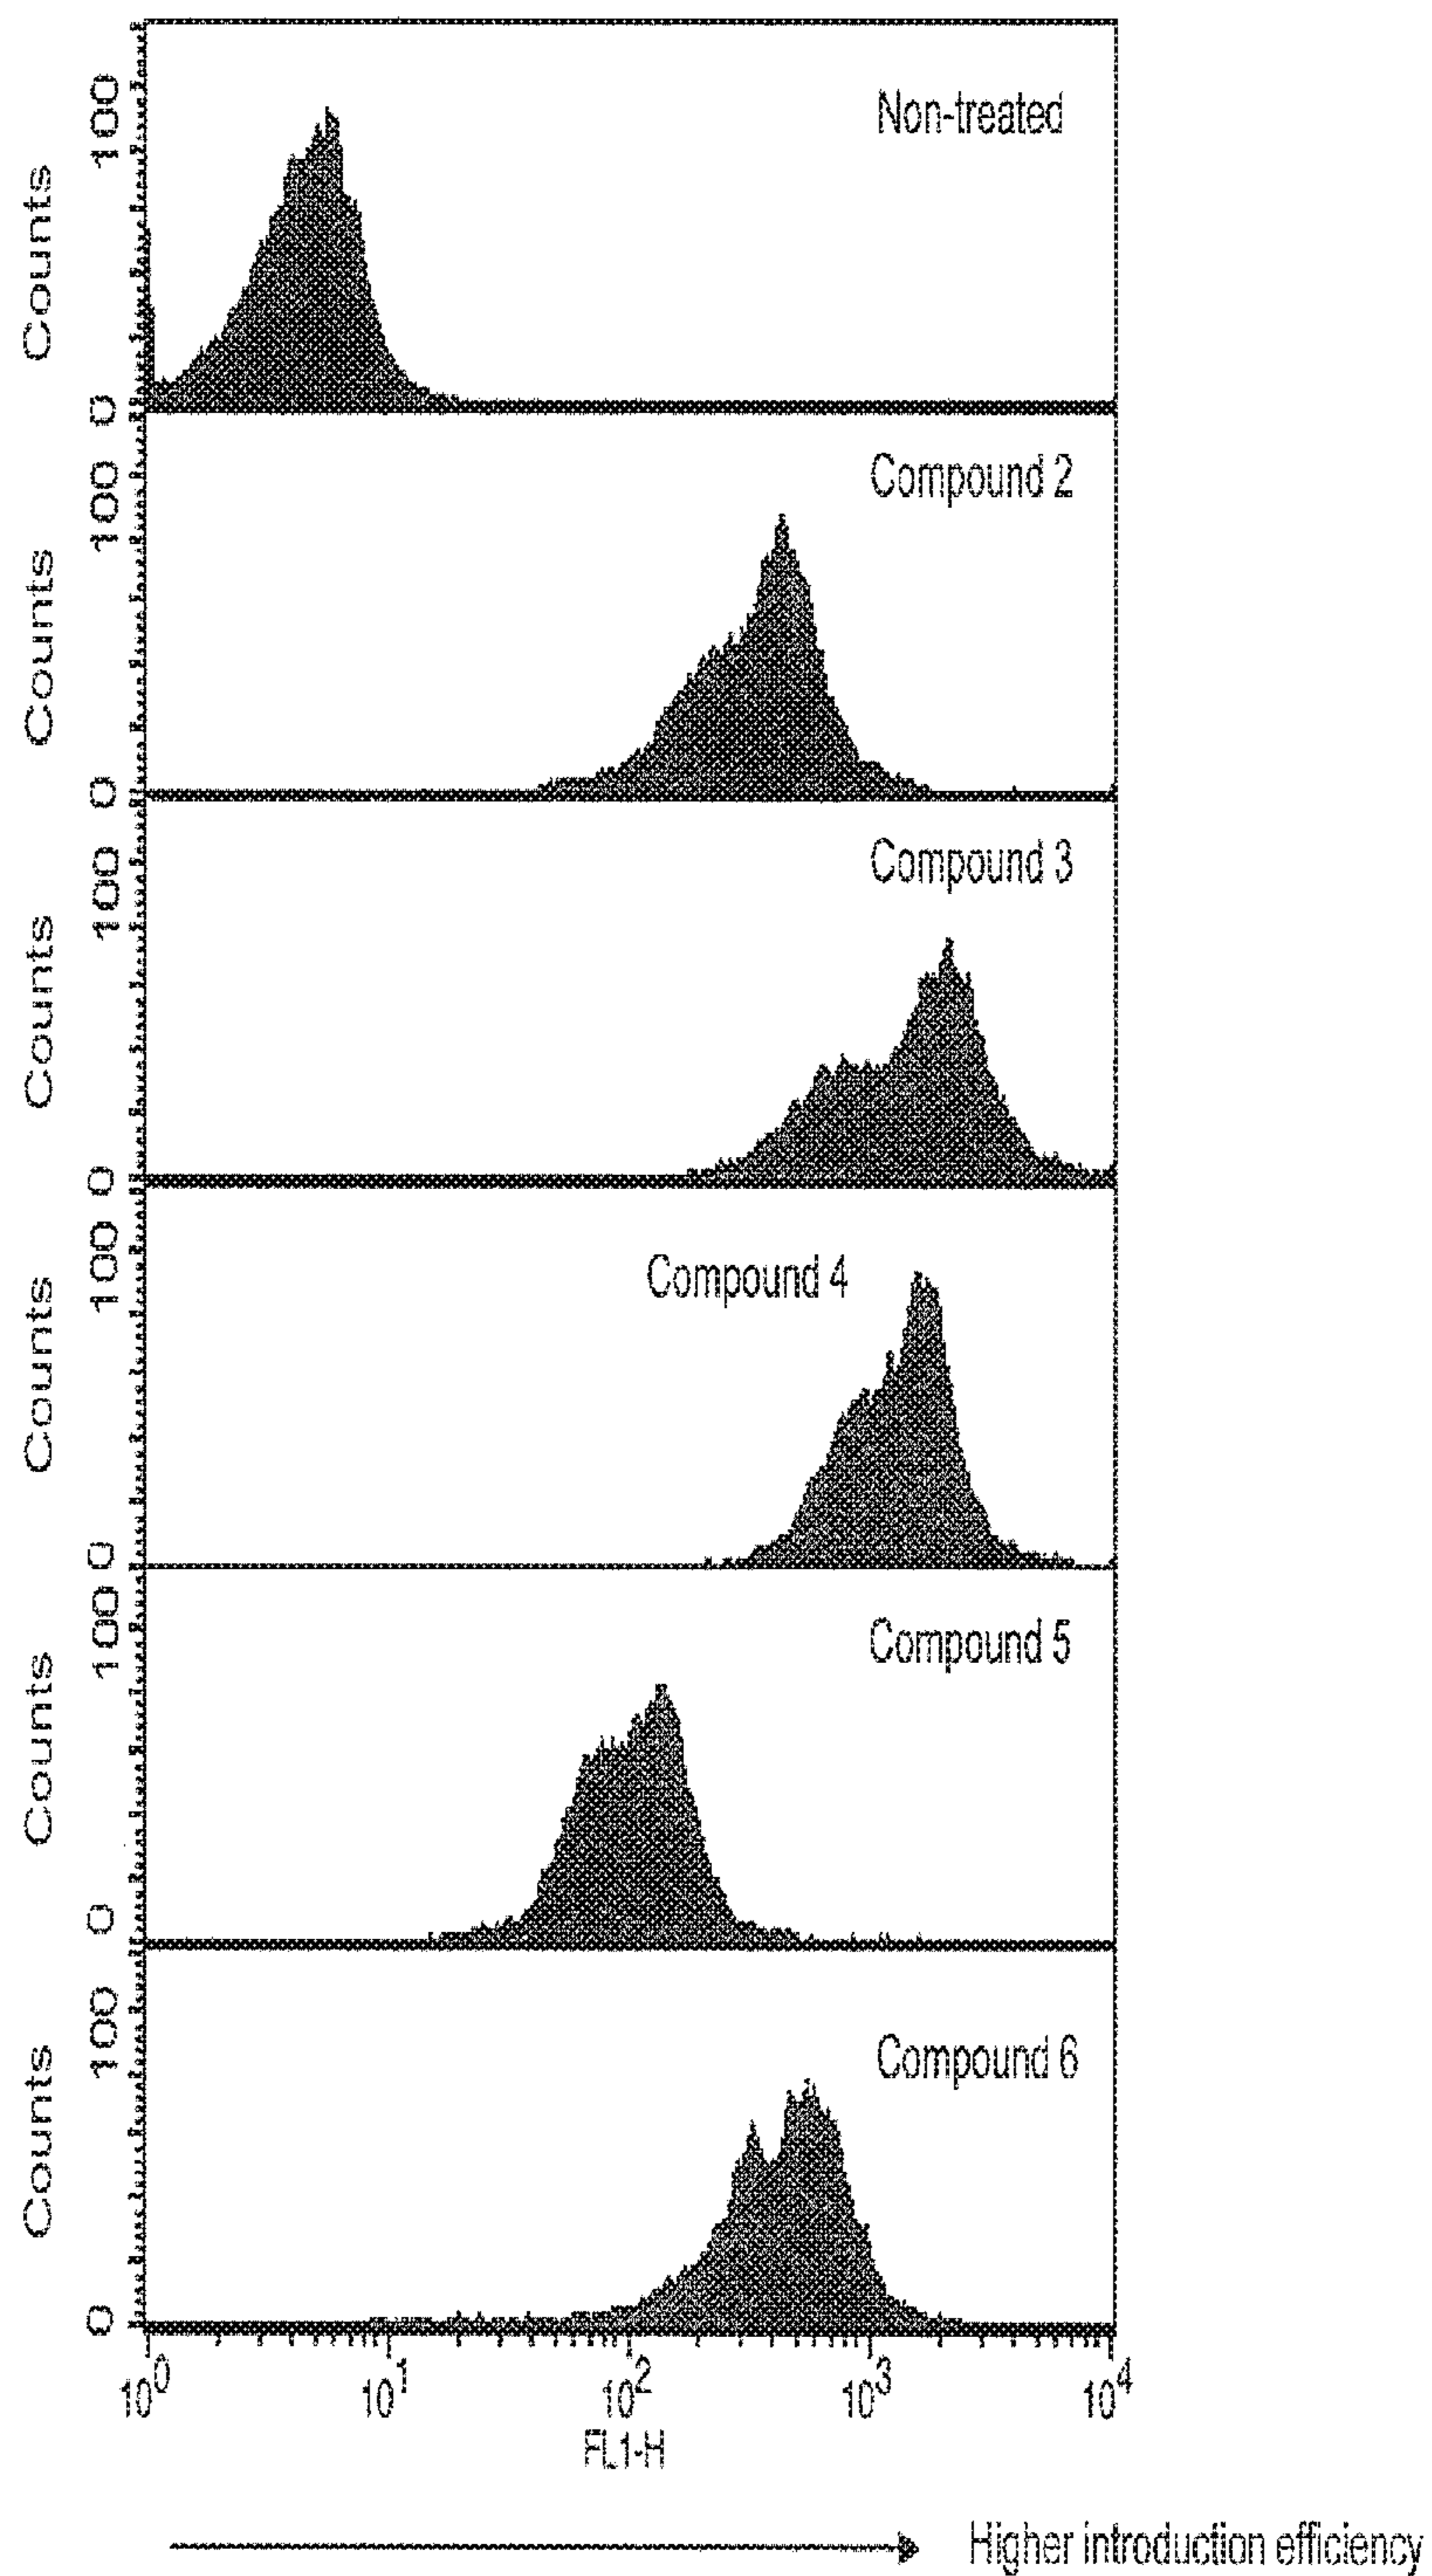 Counts
100
0
Non-treated
Counts
100
0
Compound 2
Counts
100
0
Compound 3
Counts
100
0
Compound 4
Counts
100
0
Compound 5
Counts
100
0
Compound 6
10^0 10^1 10^2 10^3 10^4
FL1-H
Higher introduction efficiency